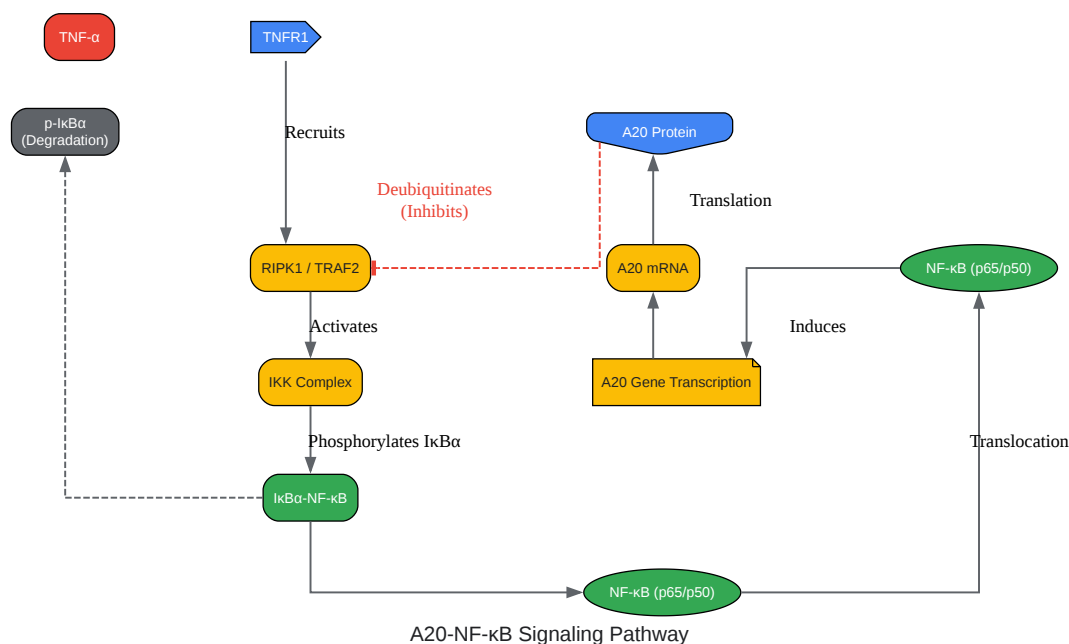 TNF-α
TNFR1
p-IκBα
(Degradation)
Recruits
A20 Protein
Deubiquitinates
(Inhibits)
Translation
RIPK1 / TRAF2
A20 mRNA
NF-κB (p65/p50)
Activates
Induces
IKK Complex
A20 Gene Transcription
Phosphorylates IκBα
Translocation
IκBα-NF-κB
NF-κB (p65/p50)
A20-NF-κB Signaling Pathway